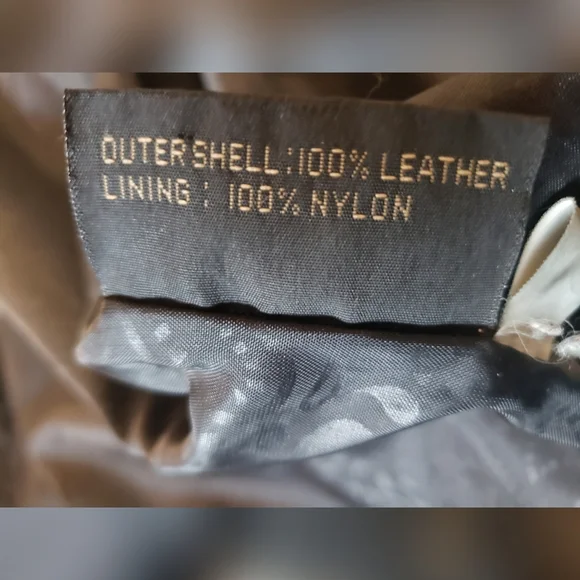 OUTER SHELL:100% LEATHER
LINING : 100% NYLON